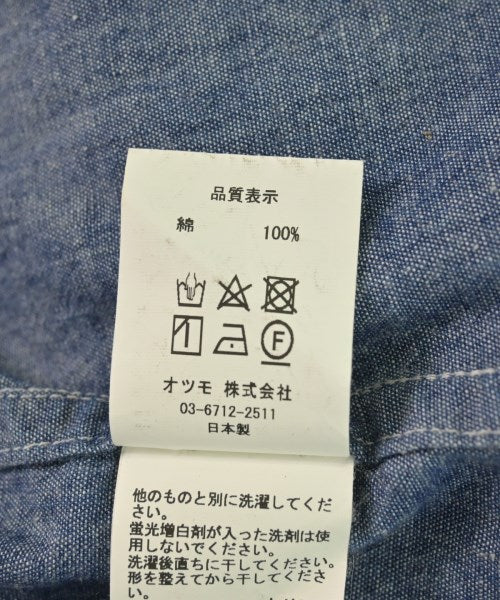 品質表示
綿 100%
F
オツモ 株式会社
03-6712-2511
日本製
他のものと別に洗濯してくだ
さい。
蛍光増白剤が入った洗剤は使
用しないでください。
洗濯後直ちに干してください。
形を整えてから干してくださ
い。